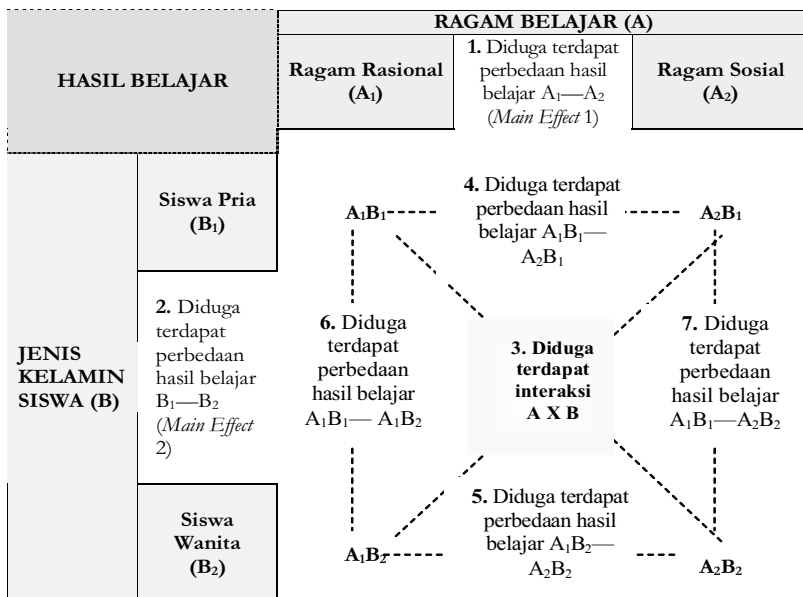 RAGAM BELAJAR (A)
HASIL BELAJAR
Ragam Rasional
(A₁)
1. Diduga terdapat
perbedaan hasil
belajar A₁—A₂
(Main Effect 1)
Ragam Sosial
(A₂)
JENIS
KELAMIN
SISWA (B)
Siswa Pria
(B₁)
A₁B₁
4. Diduga terdapat
perbedaan hasil
belajar A₁B₁—
A₂B₁
A₂B₁
2. Diduga
terdapat
perbedaan
hasil belajar
B₁—B₂
(Main Effect
2)
6. Diduga
terdapat
perbedaan
hasil belajar
A₁B₁— A₁B₂
3. Diduga
terdapat
interaksi
A X B
7. Diduga
terdapat
perbedaan
hasil belajar
A₁B₁—A₂B₂
Siswa
Wanita
(B₂)
A₁B₂
5. Diduga terdapat
perbedaan hasil
belajar A₁B₂—
A₂B₂
A₂B₂